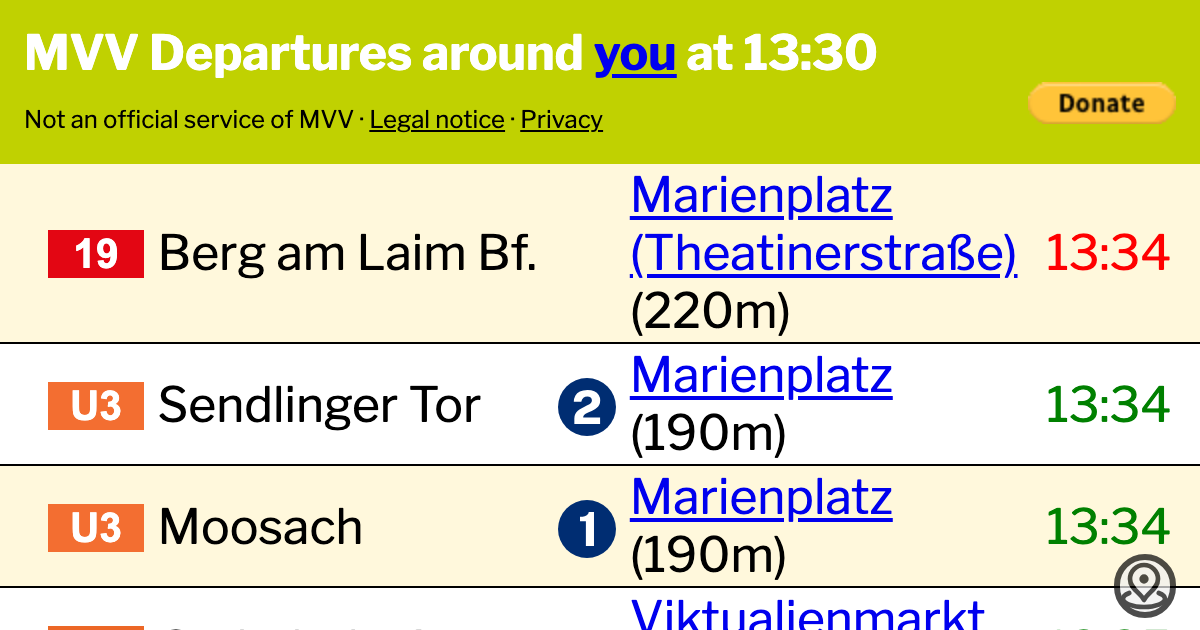 MVV Departures around you at 13:30
Not an official service of MVV · Legal notice · Privacy
Donate
19 Berg am Laim Bf. Marienplatz (Theatinerstraße) (220m) 13:34
U3 Sendlinger Tor 2 Marienplatz (190m) 13:34
U3 Moosach 1 Marienplatz (190m) 13:34
Viktualienmarkt